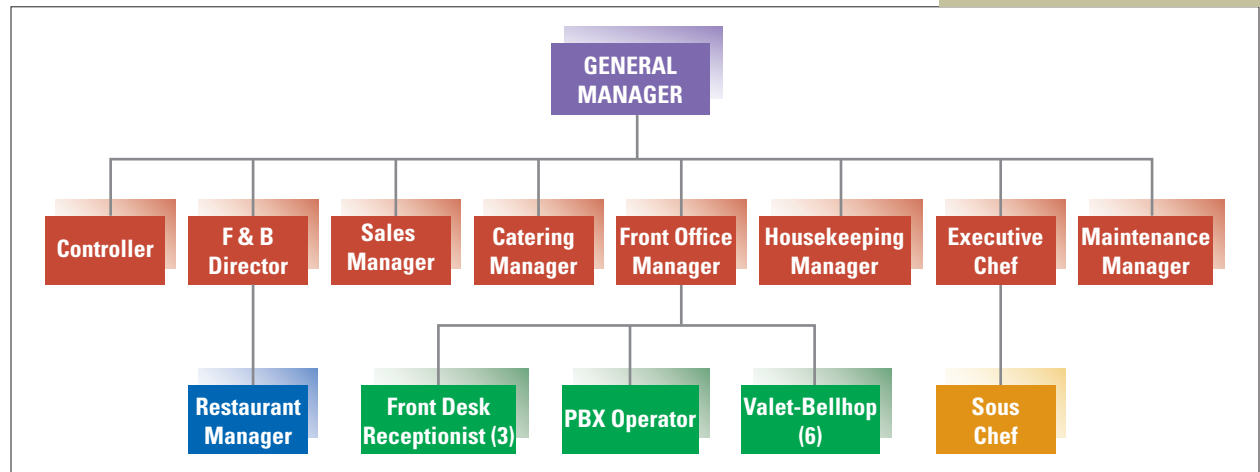 GENERAL
MANAGER
Controller
F & B
Director
Sales
Manager
Catering
Manager
Front Office
Manager
Housekeeping
Manager
Executive
Chef
Maintenance
Manager
Restaurant
Manager
Front Desk
Receptionist (3)
PBX Operator
Valet-Bellhop
(6)
Sous
Chef